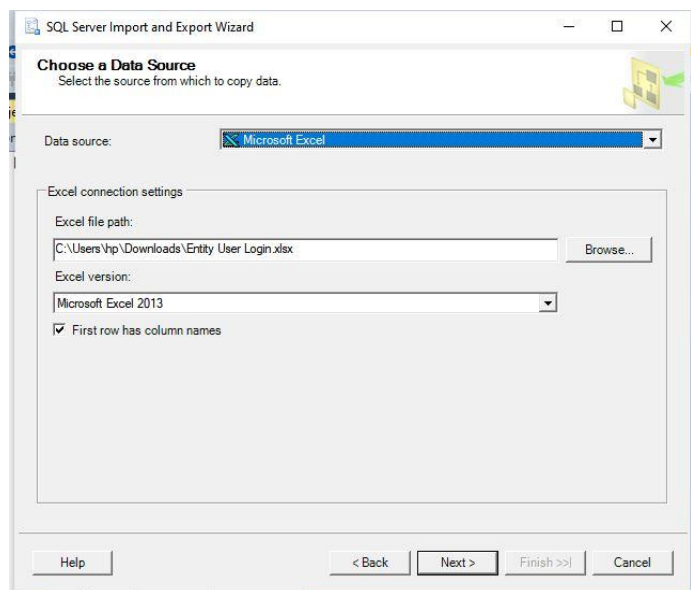 SQL Server Import and Export Wizard
Choose a Data Source
Select the source from which to copy data.
Data source:
Microsoft Excel
Excel connection settings
Excel file path:
C:\Users\hp\Downloads\Entity User Login.xlsx
Browse...
Excel version:
Microsoft Excel 2013
First row has column names
Help
< Back
Next >
Finish >>|
Cancel